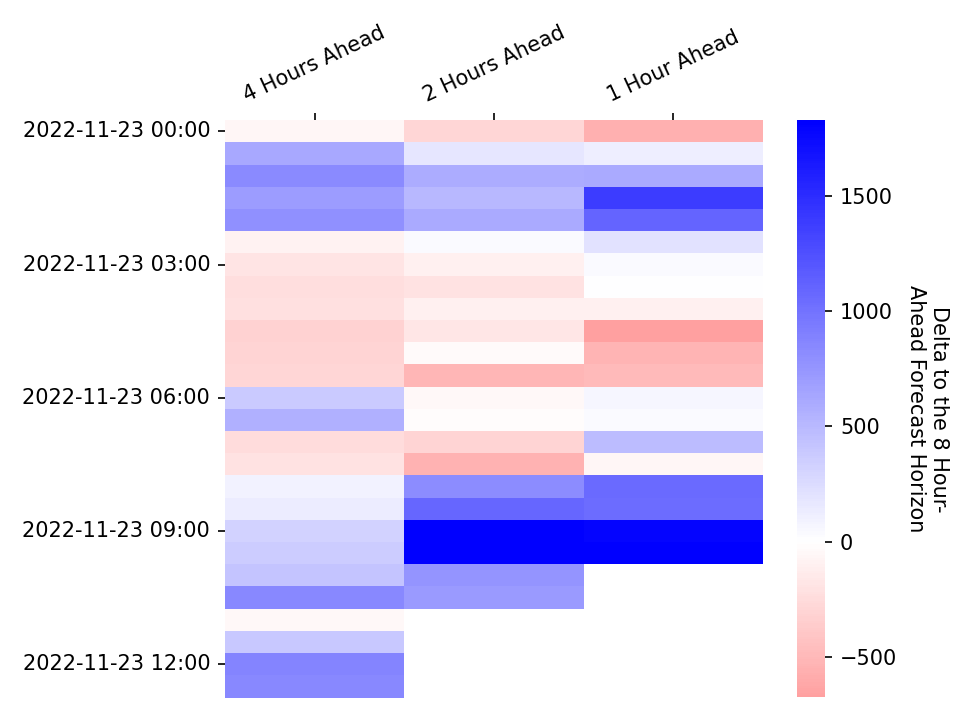 4 Hours Ahead
2 Hours Ahead
1 Hour Ahead
2022-11-23 00:00
2022-11-23 03:00
2022-11-23 06:00
2022-11-23 09:00
2022-11-23 12:00
1500
1000
500
0
−500
Delta to the 8 Hour-
Ahead Forecast Horizon